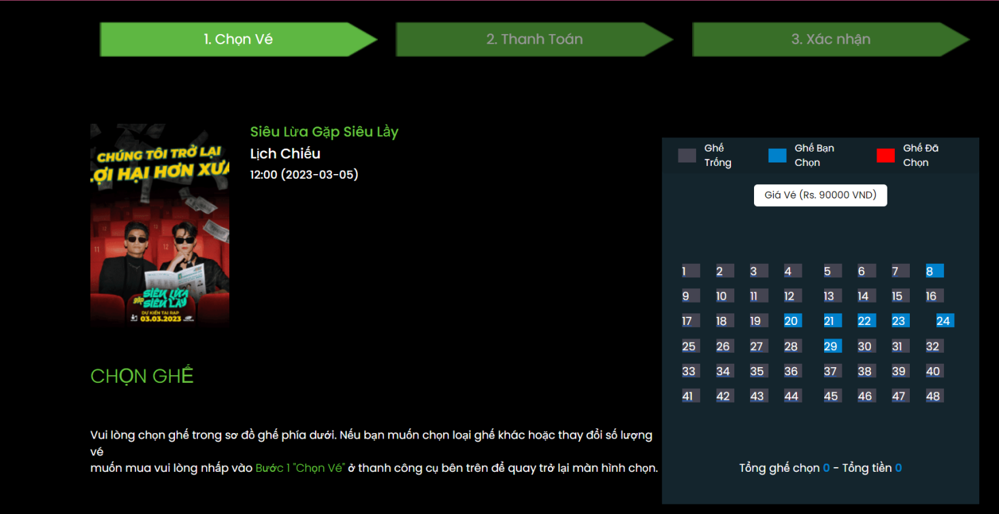 1. Chọn Vé
2. Thanh Toán
3. Xác nhận
CHÚNG TÔI TRỞ LẠI
LỢI HẠI HƠN XƯA
11
12
13
12
SIÊU LỪA
GẶP
SIÊU LẦY
DỰ KIẾN TẠI RẠP
03.03.2023
Siêu Lừa Gặp Siêu Lầy
Lịch Chiếu
12:00 (2023-03-05)
CHỌN GHẾ
Vui lòng chọn ghế trong sơ đồ ghế phía dưới. Nếu bạn muốn chọn loại ghế khác hoặc thay đổi số lượng
vé
muốn mua vui lòng nhấp vào Bước 1 "Chọn Vé" ở thanh công cụ bên trên để quay trở lại màn hình chọn.
Ghế
Trống
Ghế Bạn
Chọn
Ghế Đã
Chọn
Giá Vé (Rs. 90000 VND)
1 2 3 4 5 6 7 8
9 10 11 12 13 14 15 16
17 18 19 20 21 22 23 24
25 26 27 28 29 30 31 32
33 34 35 36 37 38 39 40
41 42 43 44 45 46 47 48
Tổng ghế chọn 0 - Tổng tiền 0